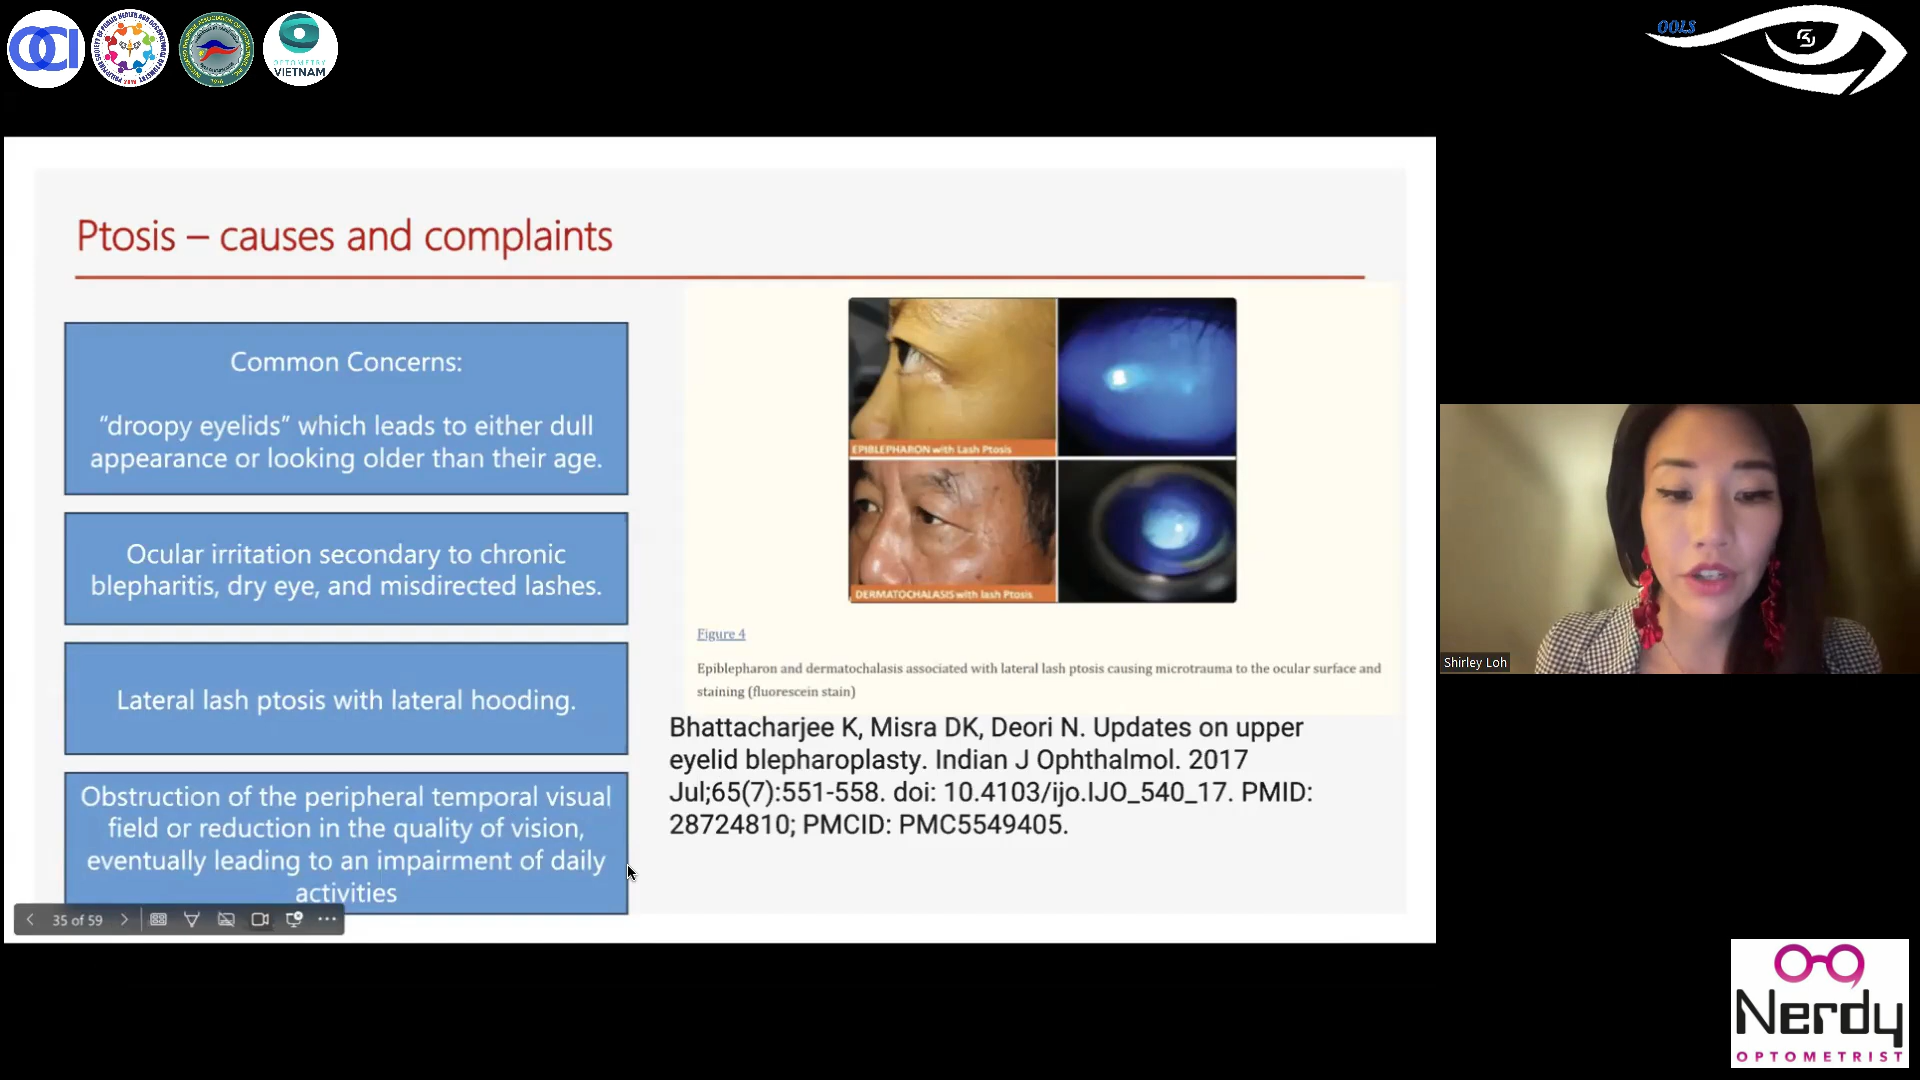 OCI
OPTOMETRY
VIETNAM
OOLS
Ptosis – causes and complaints
Common Concerns:
“droopy eyelids” which leads to either dull
appearance or looking older than their age.
Ocular irritation secondary to chronic
blepharitis, dry eye, and misdirected lashes.
Lateral lash ptosis with lateral hooding.
Obstruction of the peripheral temporal visual
field or reduction in the quality of vision,
eventually leading to an impairment of daily
activities
EPIBLEPHARON with Lash Ptosis
DERMATOCHALASIS with lash Ptosis
Figure 4
Epiblepharon and dermatochalasis associated with lateral lash ptosis causing microtrauma to the ocular surface and
staining (fluorescein stain)
Bhattacharjee K, Misra DK, Deori N. Updates on upper
eyelid blepharoplasty. Indian J Ophthalmol. 2017
Jul;65(7):551-558. doi: 10.4103/ijo.IJO_540_17. PMID:
28724810; PMCID: PMC5549405.
35 of 59
Shirley Loh
Nerdy
OPTOMETRIST